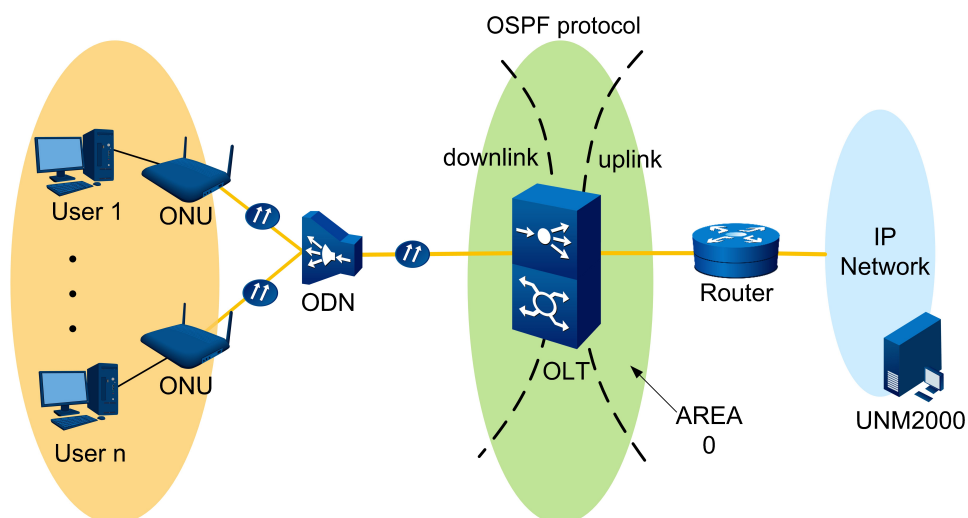 OSPF protocol
downlink
uplink
User 1
ONU
ODN
OLT
Router
IP
Network
ONU
User n
AREA
0
UNM2000